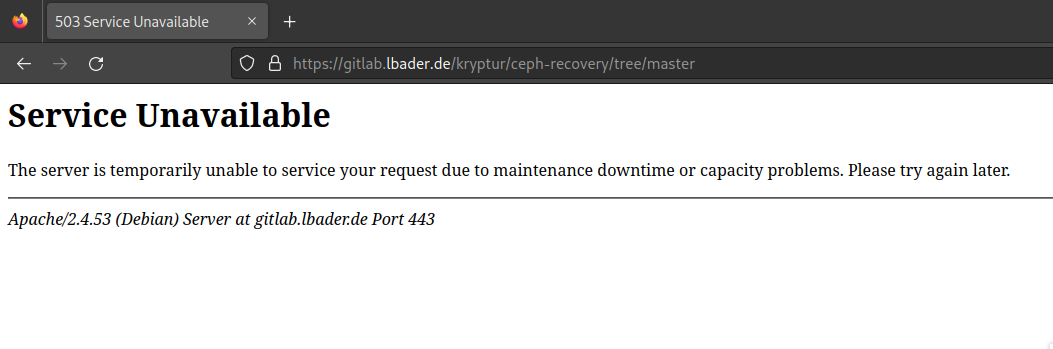 503 Service Unavailable
https://gitlab.lbader.de/kryptur/ceph-recovery/tree/master
Service Unavailable
The server is temporarily unable to service your request due to maintenance downtime or capacity problems. Please try again later.
Apache/2.4.53 (Debian) Server at gitlab.lbader.de Port 443